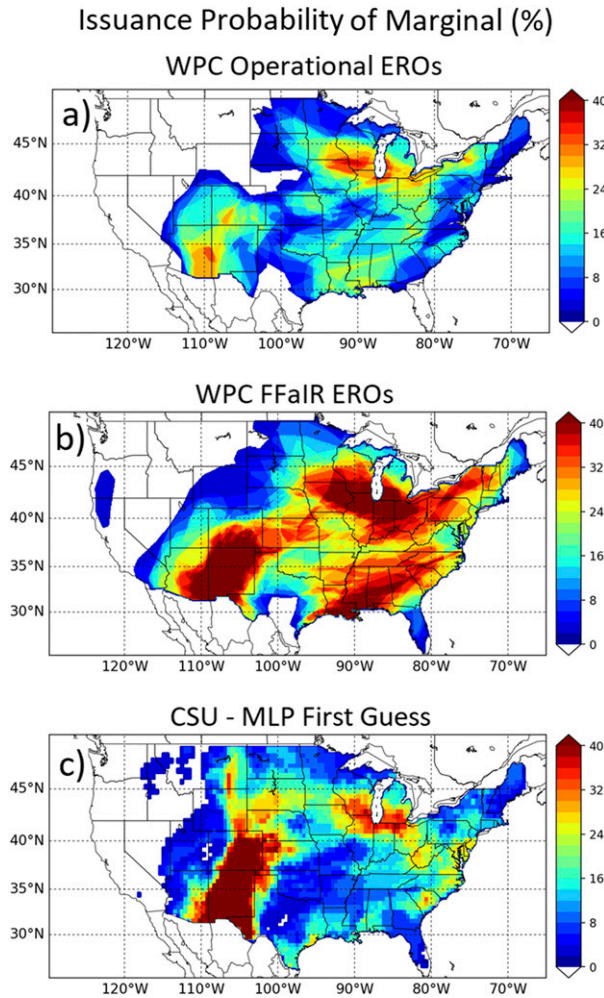 Issuance Probability of Marginal (%)
WPC Operational EROs
a)
45°N
40°N
35°N
30°N
120°W 110°W 100°W 90°W 80°W 70°W
40
32
24
16
8
0
WPC FFaIR EROs
b)
45°N
40°N
35°N
30°N
120°W 110°W 100°W 90°W 80°W 70°W
40
32
24
16
8
0
CSU - MLP First Guess
c)
45°N
40°N
35°N
30°N
120°W 110°W 100°W 90°W 80°W 70°W
40
32
24
16
8
0